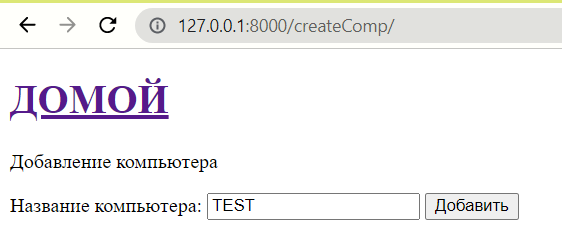 127.0.0.1:8000/createComp/
ДОМОЙ
Добавление компьютера
Название компьютера: TEST Добавить